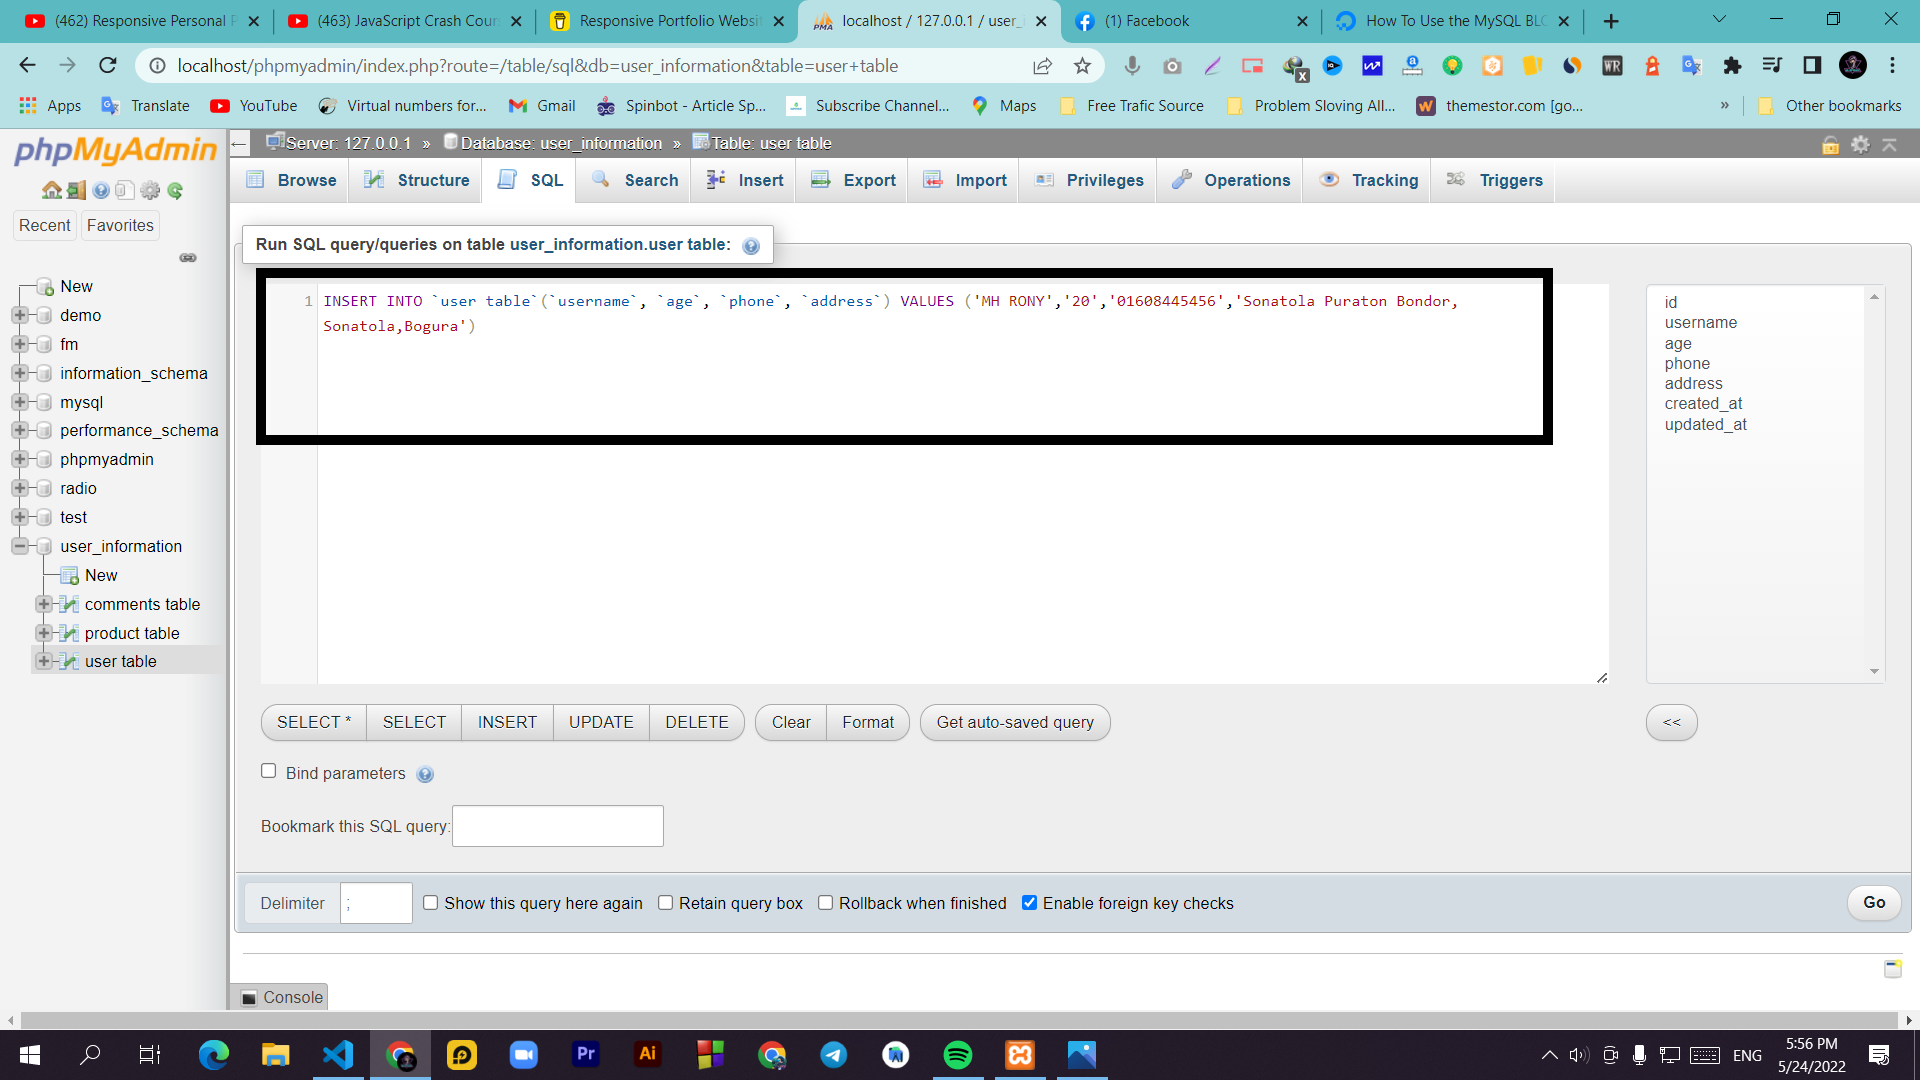 (462) Responsive Personal P
(463) JavaScript Crash Cour
Responsive Portfolio Websit
localhost / 127.0.0.1 / user_
(1) Facebook
How To Use the MySQL BLO
localhost/phpmyadmin/index.php?route=/table/sql&db=user_information&table=user+table
Apps
Translate
YouTube
Virtual numbers for...
Gmail
Spinbot - Article Sp...
Subscribe Channel...
Maps
Free Trafic Source
Problem Sloving All...
themestor.com [go...
»
Other bookmarks
phpMyAdmin
Server: 127.0.0.1 » Database: user_information » Table: user table
Browse
Structure
SQL
Search
Insert
Export
Import
Privileges
Operations
Tracking
Triggers
Recent
Favorites
New
demo
fm
information_schema
mysql
performance_schema
phpmyadmin
radio
test
user_information
New
comments table
product table
user table
Run SQL query/queries on table user_information.user table:
1 INSERT INTO `user table`(`username`, `age`, `phone`, `address`) VALUES ('MH RONY','20','01608445456','Sonatola Puraton Bondor,
Sonatola,Bogura')
id
username
age
phone
address
created_at
updated_at
SELECT *
SELECT
INSERT
UPDATE
DELETE
Clear
Format
Get auto-saved query
<<
Bind parameters
Bookmark this SQL query:
Delimiter
;
Show this query here again
Retain query box
Rollback when finished
Enable foreign key checks
Go
Console
Pr
Ai
ENG
5:56 PM
5/24/2022